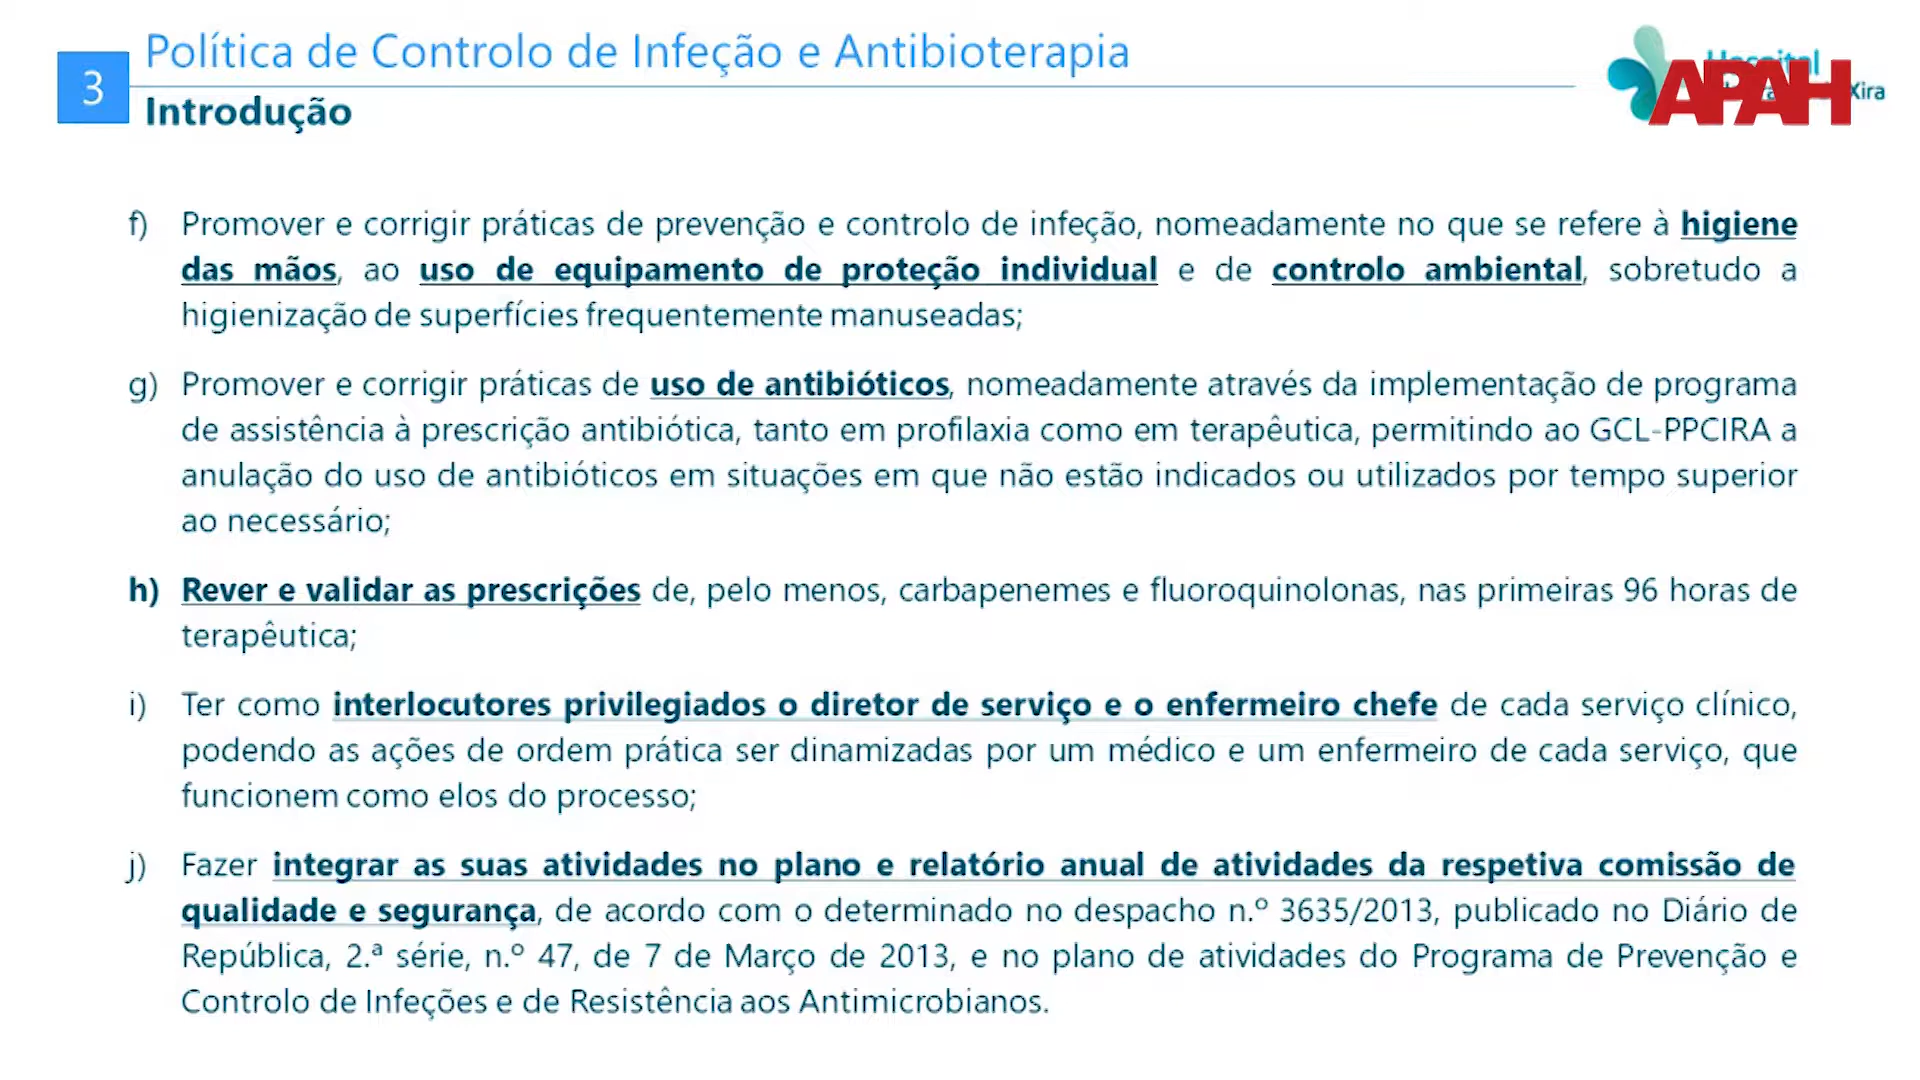 3
Política de Controlo de Infeção e Antibioterapia
Introdução
Hospital
Xira
APAH
f) Promover e corrigir práticas de prevenção e controlo de infeção, nomeadamente no que se refere à higiene
das mãos, ao uso de equipamento de proteção individual e de controlo ambiental, sobretudo a
higienização de superfícies frequentemente manuseadas;
g) Promover e corrigir práticas de uso de antibióticos, nomeadamente através da implementação de programa
de assistência à prescrição antibiótica, tanto em profilaxia como em terapêutica, permitindo ao GCL-PPCIRA a
anulação do uso de antibióticos em situações em que não estão indicados ou utilizados por tempo superior
ao necessário;
h) Rever e validar as prescrições de, pelo menos, carbapenemes e fluoroquinolonas, nas primeiras 96 horas de
terapêutica;
i) Ter como interlocutores privilegiados o diretor de serviço e o enfermeiro chefe de cada serviço clínico,
podendo as ações de ordem prática ser dinamizadas por um médico e um enfermeiro de cada serviço, que
funcionem como elos do processo;
j) Fazer integrar as suas atividades no plano e relatório anual de atividades da respetiva comissão de
qualidade e segurança, de acordo com o determinado no despacho n.º 3635/2013, publicado no Diário de
República, 2.ª série, n.º 47, de 7 de Março de 2013, e no plano de atividades do Programa de Prevenção e
Controlo de Infeções e de Resistência aos Antimicrobianos.